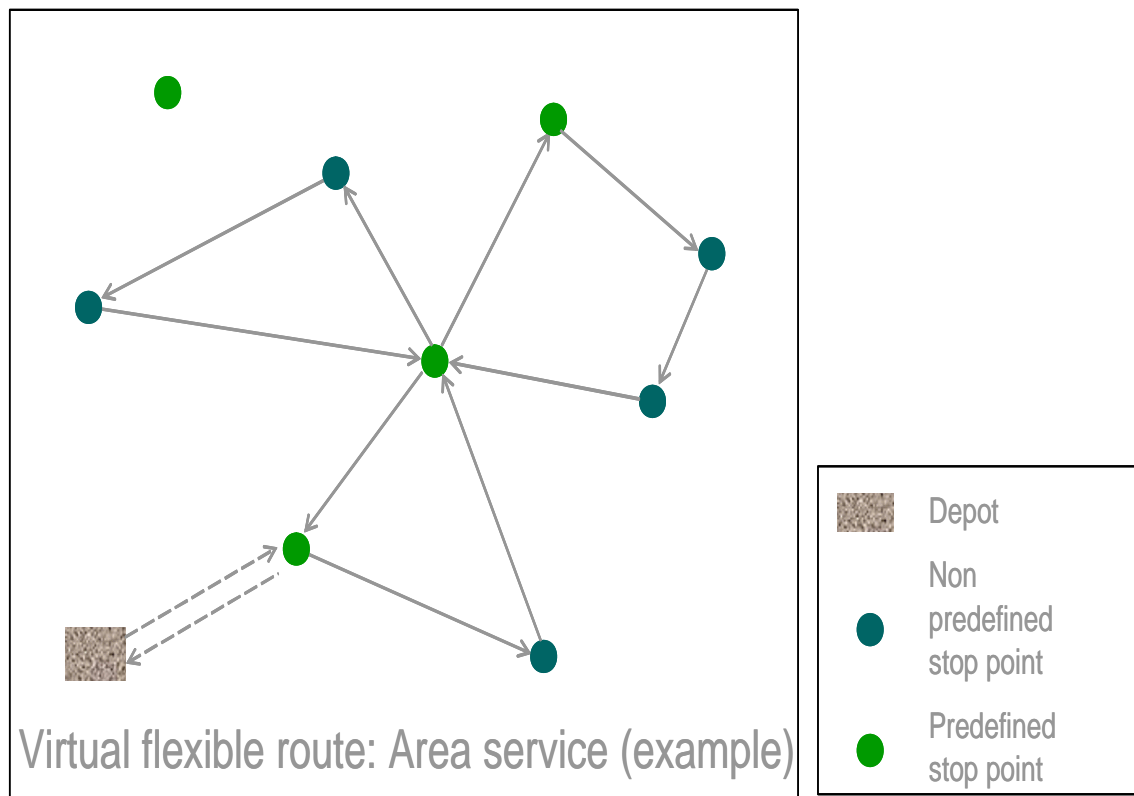 Virtual flexible route: Area service (example)
Depot
Non
predefined
stop point
Predefined
stop point